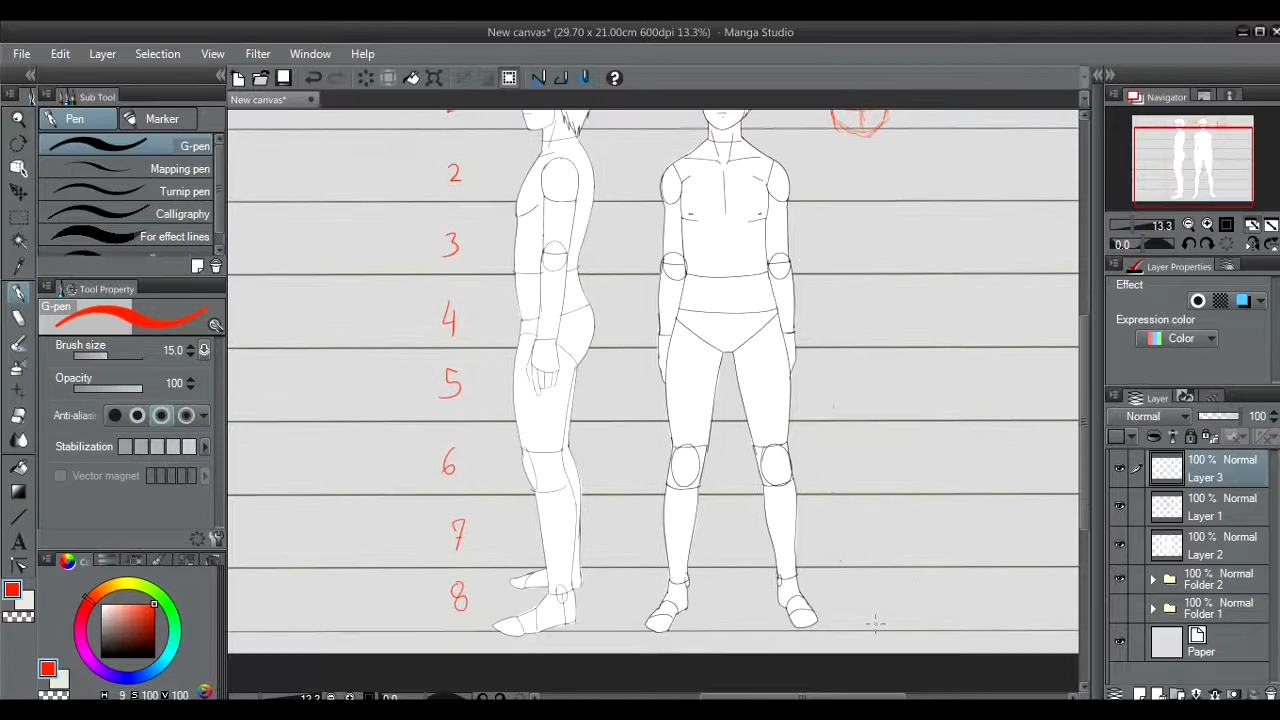 New canvas* (29.70 x 21.00cm 600dpi 13.3%) - Manga Studio
File Edit Layer Selection View Filter Window Help
Sub Tool
New canvas*
Navigator
Pen Marker
G-pen
Mapping pen
Turnip pen
Calligraphy
For effect lines
Tool Property
G-pen
Brush size 15.0
Opacity 100
Anti-alias
Stabilization
Vector magnet
2
3
4
5
6
7
8
13.3
0.0
Layer Properties
Effect
Expression color
Color
Layer
Normal 100
100 % Normal
Layer 3
100 % Normal
Layer 1
100 % Normal
Layer 2
100 % Normal
Folder 2
100 % Normal
Folder 1
Paper
H 9 S 100 V 100
0.0